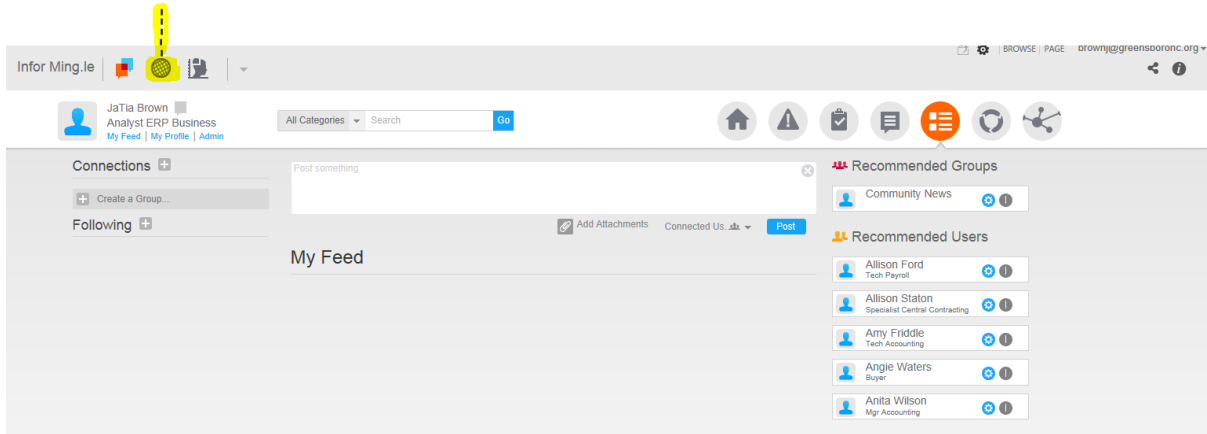 BROWSE PAGE brownj@greensboronc.org
Infor Ming.le
JaTia Brown
Analyst ERP Business
My Feed | My Profile | Admin
All Categories Search Go
Connections
Create a Group...
Following
Post something
Add Attachments Connected Us.. Post
My Feed
Recommended Groups
Community News
Recommended Users
Allison Ford
Tech Payroll
Allison Staton
Specialist Central Contracting
Amy Friddle
Tech Accounting
Angie Waters
Buyer
Anita Wilson
Mgr Accounting